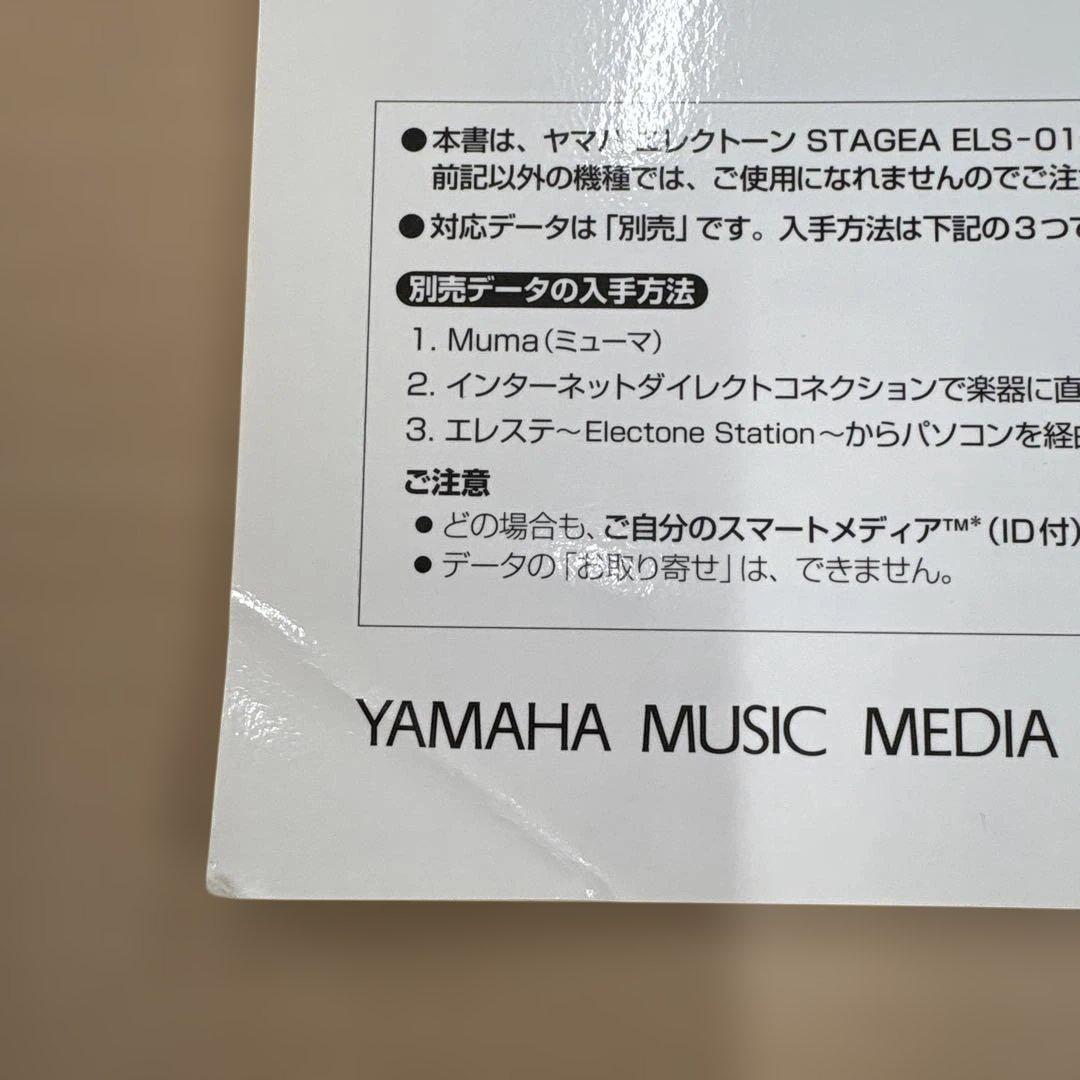 ●本書は、ヤマハ エレクトーン STAGEA ELS-01
前記以外の機種では、ご使用になれませんのでご注
●対応データは「別売」です。入手方法は下記の3つで
別売データの入手方法
1. Muma(ミューマ)
2. インターネットダイレクトコネクションで楽器に直
3. エレステ～Electone Station～からパソコンを経由
ご注意
●どの場合も、ご自分のスマートメディア™*(ID付)
●データの「お取り寄せ」は、できません。
YAMAHA MUSIC MEDIA